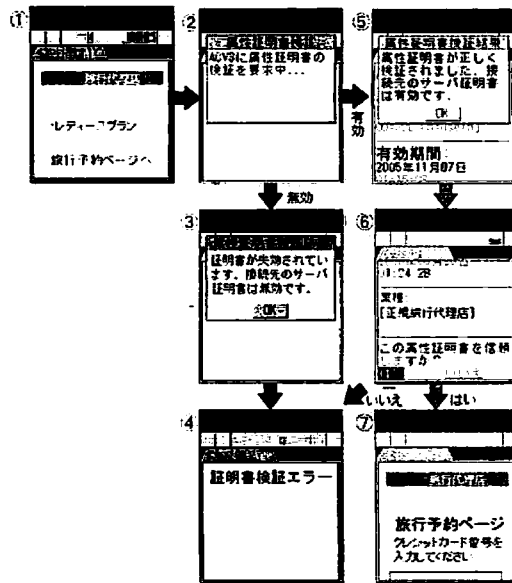 ①
旅行代理店
レディースプラン
旅行予約ページへ
②
属性証明書検証
ACVSに属性証明書の
検証を要求中...
有効
無効
③
証明書が失効されてい
ます。接続先のサーバ
証明書は無効です。
OK
④
証明書検証エラー
⑤
属性証明書検証結果
属性証明書が正しく
検証されました。接
続先のサーバ証明書
は有効です。
OK
有効期間:
2005年11月07日
⑥
業種:
[正規旅行代理店]
この属性証明書を信頼
しますか?
いいえ
はい
⑦
旅行代理店
旅行予約ページ
クレジットカード番号を
入力してください